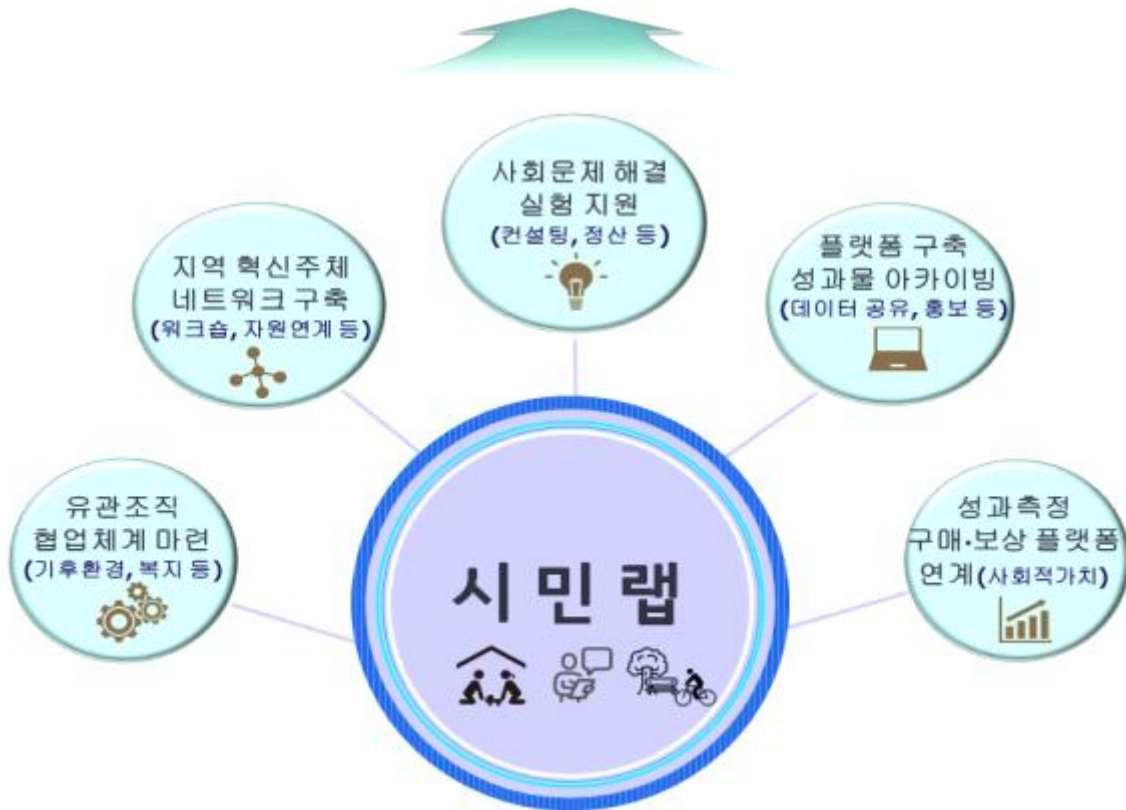 사회문제 해결
실험 지원
(컨설팅, 정산 등)
지역 혁신주체
네트워크 구축
(워크숍, 자원연계 등)
플랫폼 구축
성과물 아카이빙
(데이터 공유, 홍보 등)
유관조직
협업체계 마련
(기후환경, 복지 등)
성과측정
구매·보상 플랫폼
연계(사회적가치)
시민랩